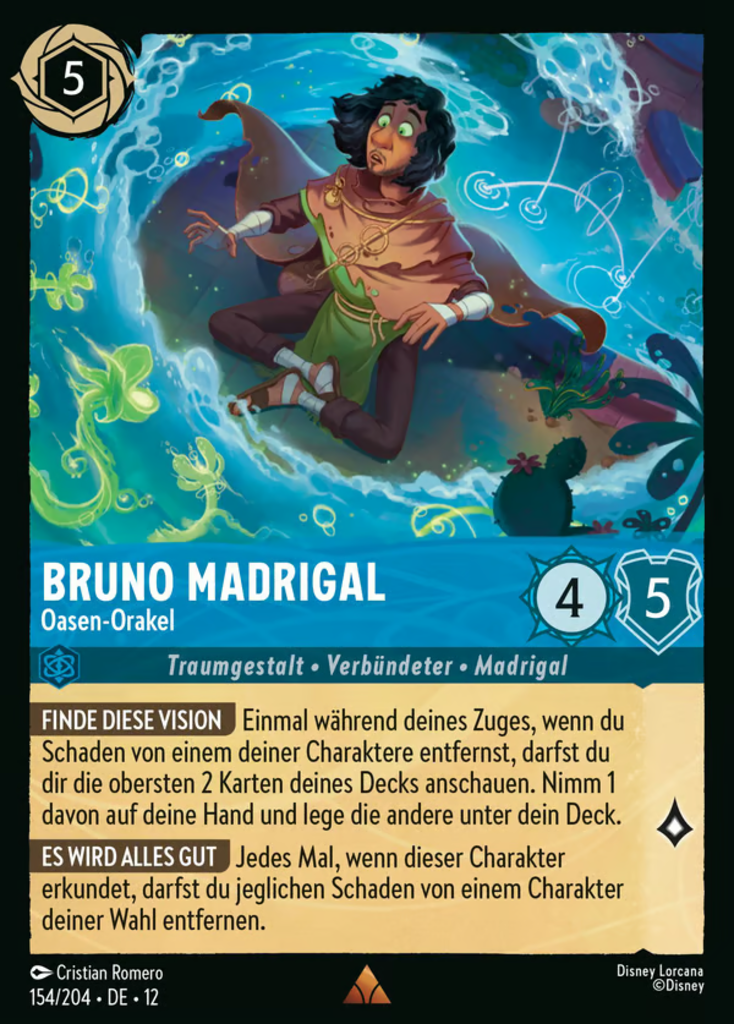 5
BRUNO MADRIGAL
Oasen-Orakel
4
5
Traumgestalt • Verbündeter • Madrigal
FINDE DIESE VISION Einmal während deines Zuges, wenn du
Schaden von einem deiner Charaktere entfernst, darfst du
dir die obersten 2 Karten deines Decks anschauen. Nimm 1
davon auf deine Hand und lege die andere unter dein Deck.
ES WIRD ALLES GUT Jedes Mal, wenn dieser Charakter
erkundet, darfst du jeglichen Schaden von einem Charakter
deiner Wahl entfernen.
Cristian Romero
154/204 • DE • 12
Disney Lorcana
©Disney